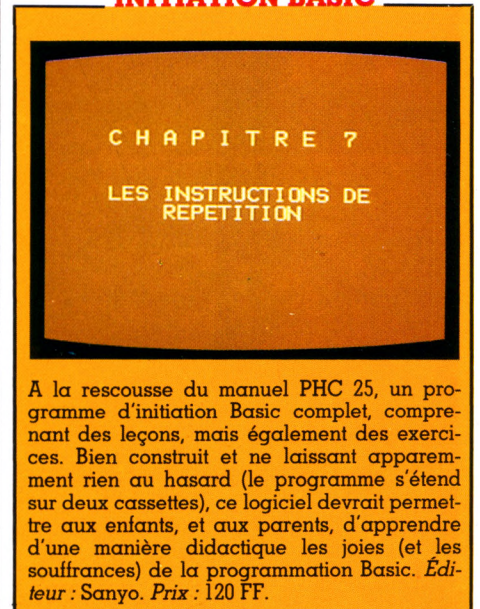 INITIATION BASIC
CHAPITRE 7
LES INSTRUCTIONS DE
REPETITION
A la rescousse du manuel PHC 25, un pro-
gramme d'initiation Basic complet, compre-
nant des leçons, mais également des exerci-
ces. Bien construit et ne laissant apparem-
ment rien au hasard (le programme s'étend
sur deux cassettes), ce logiciel devrait permet-
tre aux enfants, et aux parents, d'apprendre
d'une manière didactique les joies (et les
souffrances) de la programmation Basic. Édi-
teur : Sanyo. Prix : 120 FF.